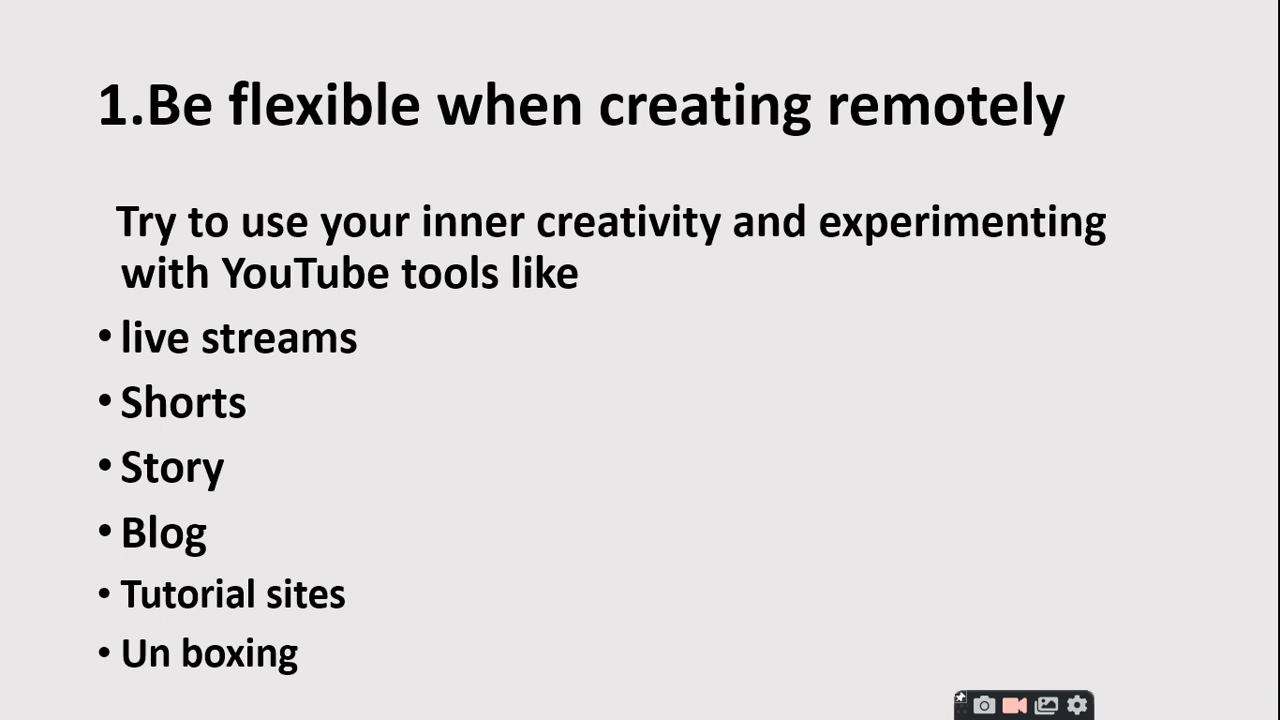 1.Be flexible when creating remotely
Try to use your inner creativity and experimenting
with YouTube tools like
• live streams
• Shorts
• Story
• Blog
• Tutorial sites
• Un boxing